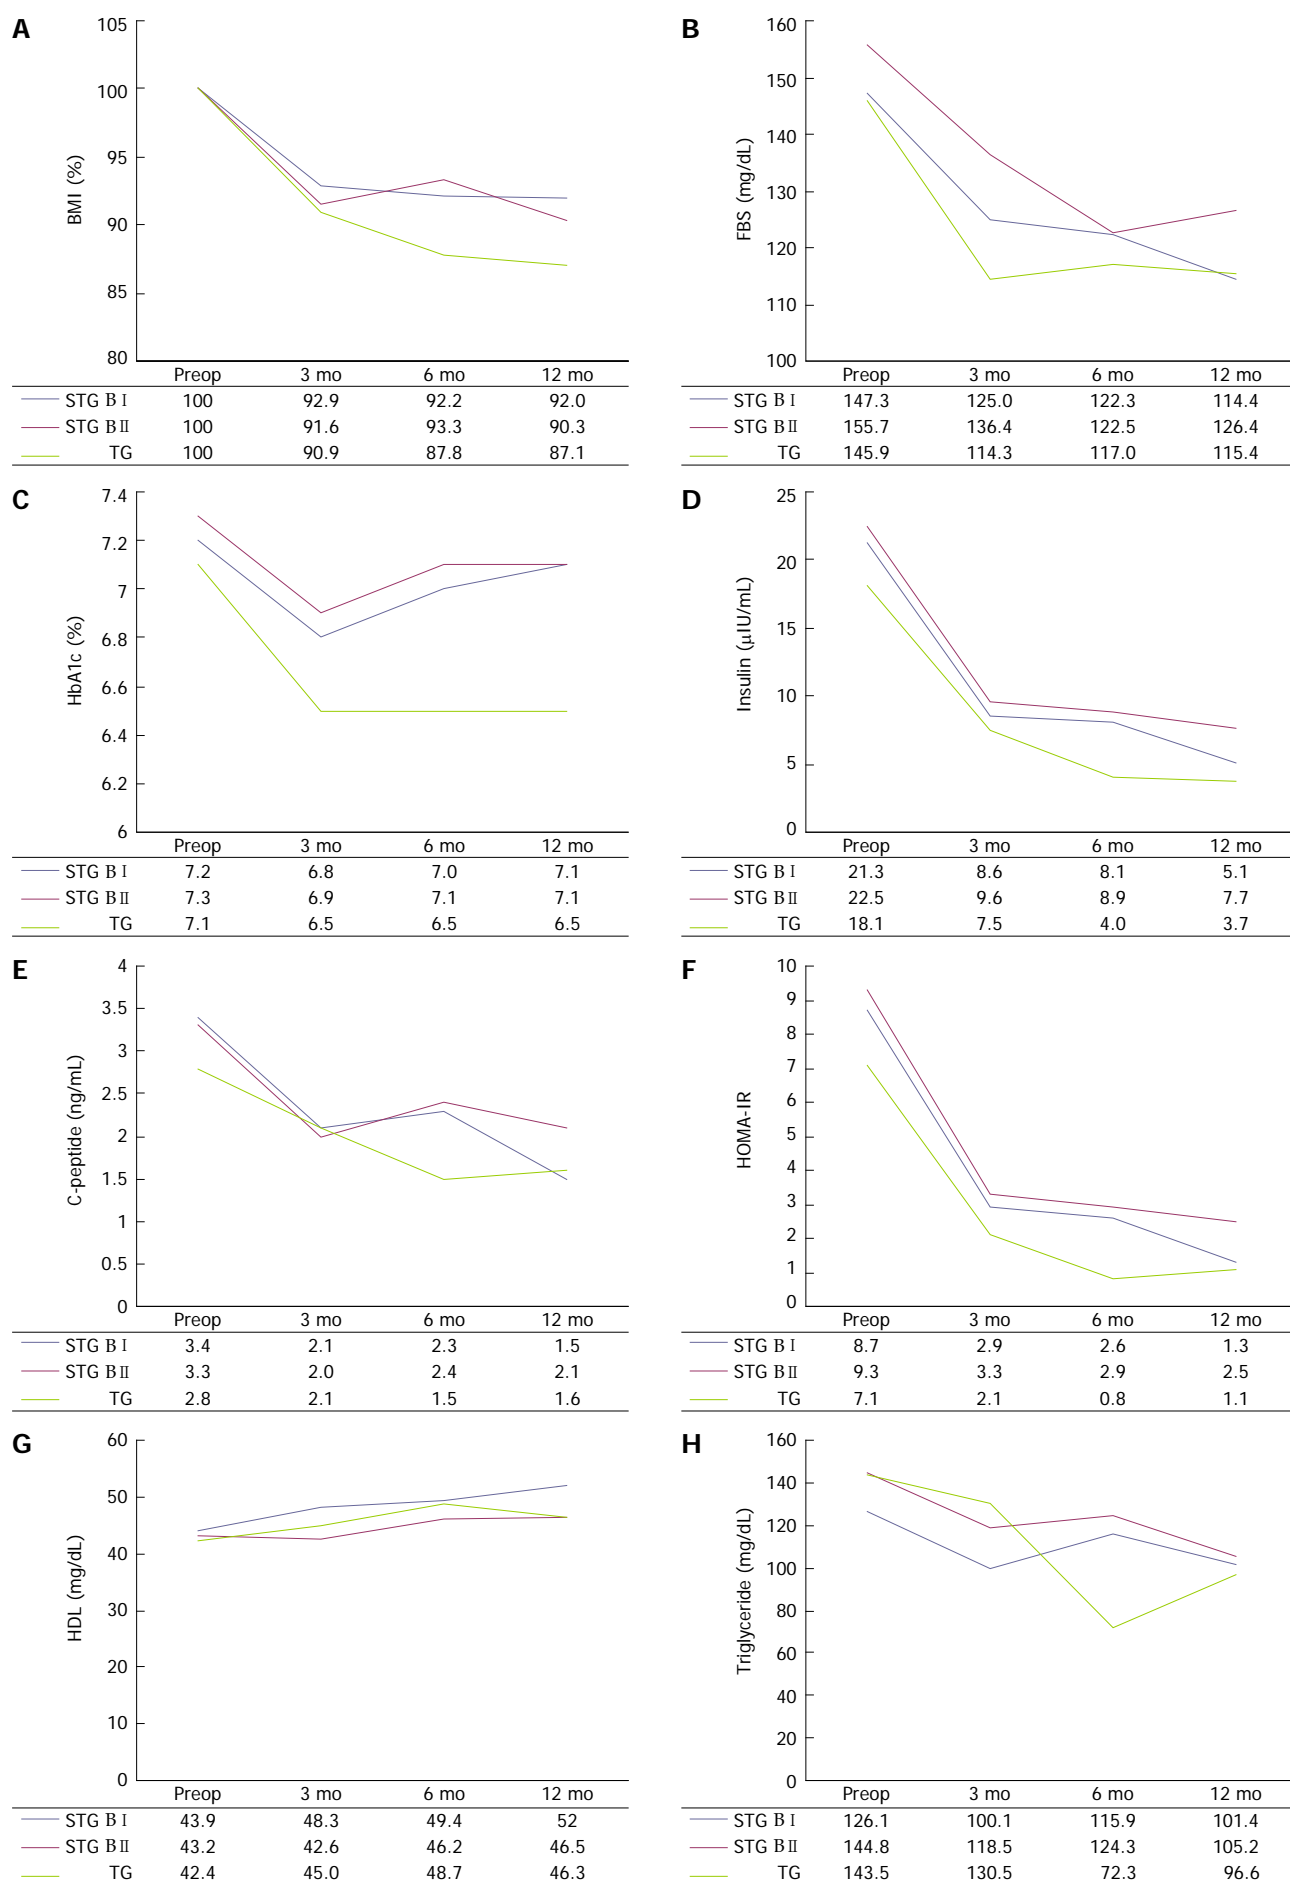 A
BMI (%)
105
100
95
90
85
80
Preop 3 mo 6 mo 12 mo
STG B I 100 92.9 92.2 92.0
STG B II 100 91.6 93.3 90.3
TG 100 90.9 87.8 87.1
B
FBS (mg/dL)
160
150
140
130
120
110
100
Preop 3 mo 6 mo 12 mo
STG B I 147.3 125.0 122.3 114.4
STG B II 155.7 136.4 122.5 126.4
TG 145.9 114.3 117.0 115.4
C
HbA1c (%)
7.4
7.2
7
6.8
6.6
6.4
6.2
6
Preop 3 mo 6 mo 12 mo
STG B I 7.2 6.8 7.0 7.1
STG B II 7.3 6.9 7.1 7.1
TG 7.1 6.5 6.5 6.5
D
Insulin (μIU/mL)
25
20
15
10
5
0
Preop 3 mo 6 mo 12 mo
STG B I 21.3 8.6 8.1 5.1
STG B II 22.5 9.6 8.9 7.7
TG 18.1 7.5 4.0 3.7
E
C-peptide (ng/mL)
4
3.5
3
2.5
2
1.5
1
0.5
0
Preop 3 mo 6 mo 12 mo
STG B I 3.4 2.1 2.3 1.5
STG B II 3.3 2.0 2.4 2.1
TG 2.8 2.1 1.5 1.6
F
HOMA-IR
10
9
8
7
6
5
4
3
2
1
0
Preop 3 mo 6 mo 12 mo
STG B I 8.7 2.9 2.6 1.3
STG B II 9.3 3.3 2.9 2.5
TG 7.1 2.1 0.8 1.1
G
HDL (mg/dL)
60
50
40
30
20
10
0
Preop 3 mo 6 mo 12 mo
STG B I 43.9 48.3 49.4 52
STG B II 43.2 42.6 46.2 46.5
TG 42.4 45.0 48.7 46.3
H
Triglyceride (mg/dL)
160
140
120
100
80
60
40
20
0
Preop 3 mo 6 mo 12 mo
STG B I 126.1 100.1 115.9 101.4
STG B II 144.8 118.5 124.3 105.2
TG 143.5 130.5 72.3 96.6